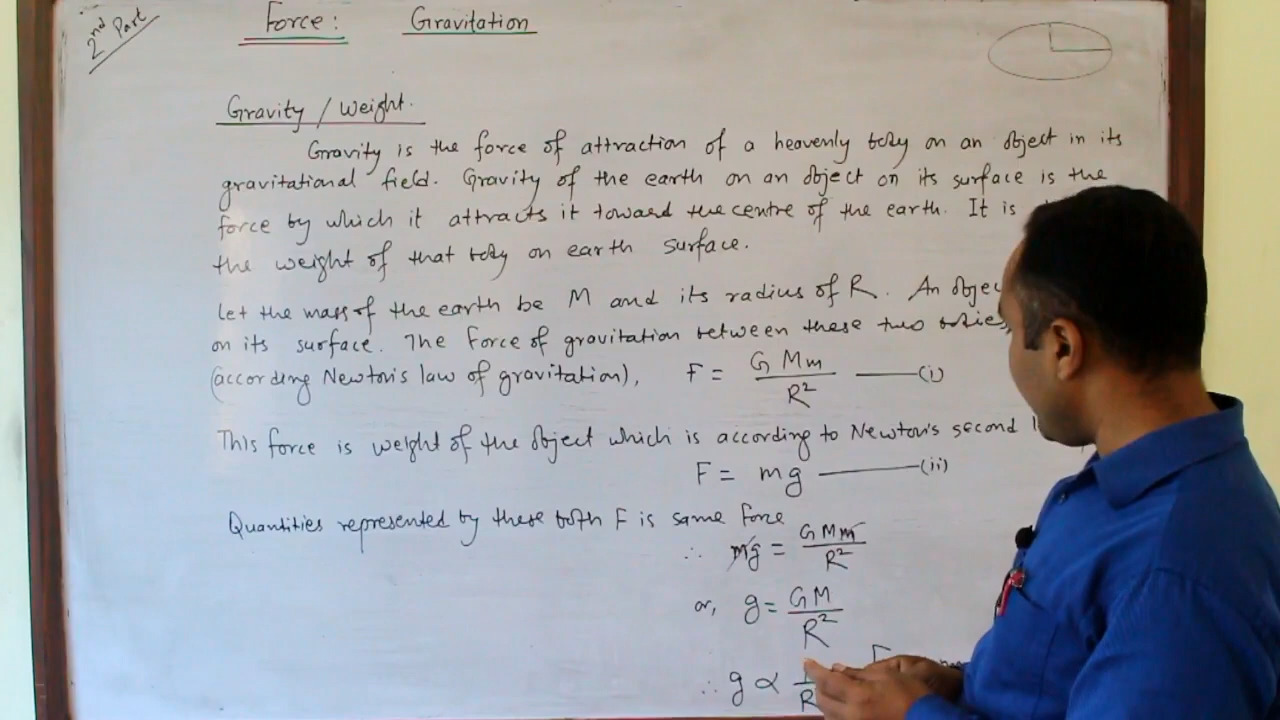 2nd Part
Force: Gravitation
Gravity / Weight.
Gravity is the force of attraction of a heavenly body on an object in its
gravitational field. Gravity of the earth on an object on its surface is the
force by which it attracts it toward the centre of the earth. It is
the weight of that body on earth surface.
Let the mass of the earth be M and its radius of R. An
on its surface. The Force of gravitation between these two bodies,
(according Newton's law of gravitation), F = G Mm / R² —— (i)
This force is weight of the object which is according to Newton's second
F = mg —— (ii)
Quantities represented by these both F is same force
∴ mg = G Mm / R²
or, g = GM / R²
∴ g ∝